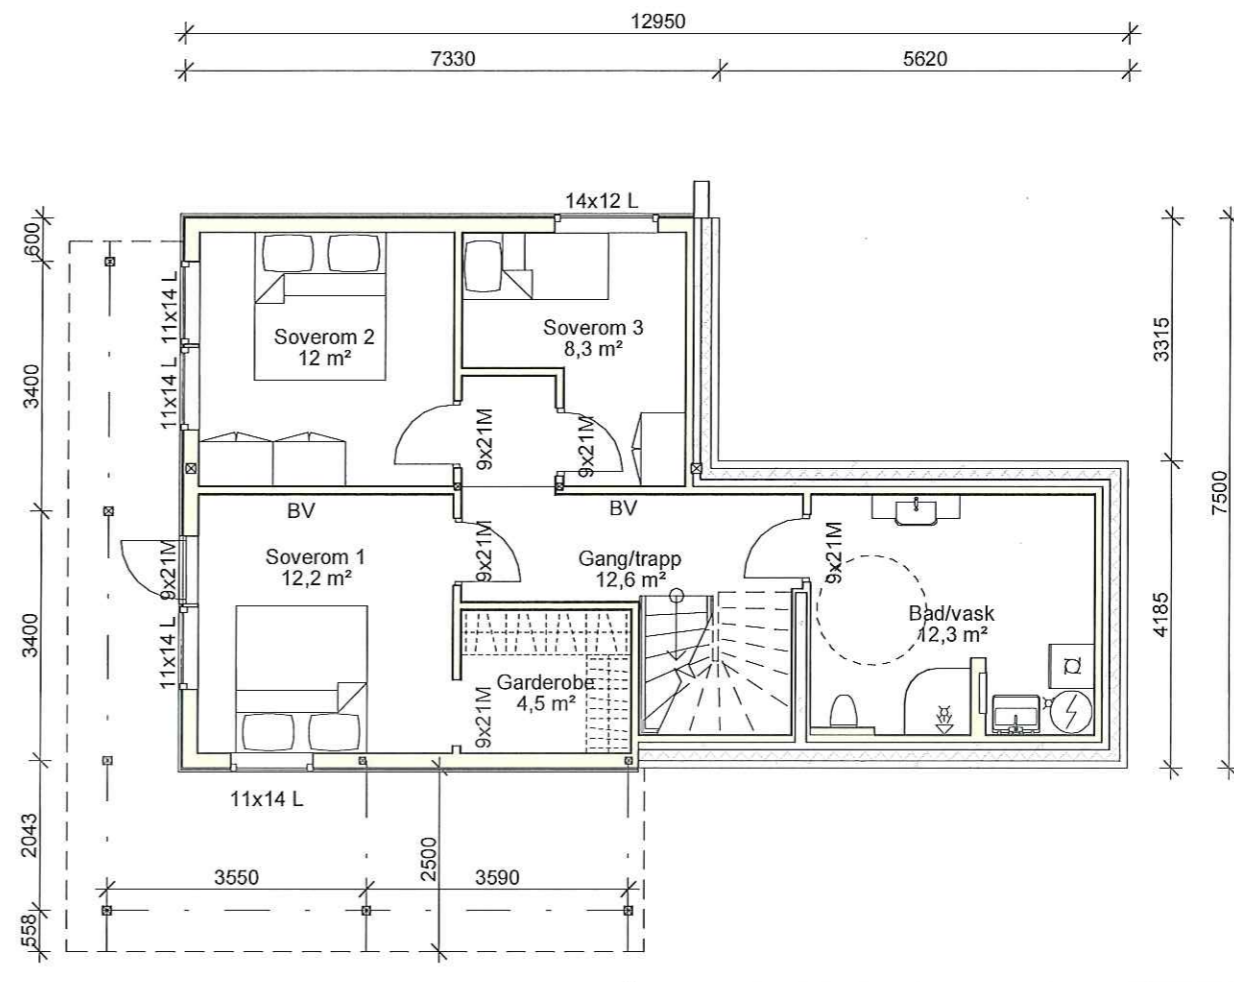 12950
7330
5620
14x12 L
600
11x14 L
3400
11x14 L
Soverom 2
12 m²
Soverom 3
8,3 m²
3315
7500
9x21M
9x21M
BV
BV
9x21M
Soverom 1
12,2 m²
9x21M
Gang/trapp
12,6 m²
9x21M
Bad/vask
12,3 m²
4185
3400
11x14 L
Garderobe
4,5 m²
9x21M
11x14 L
2043
2500
3550
3590
558